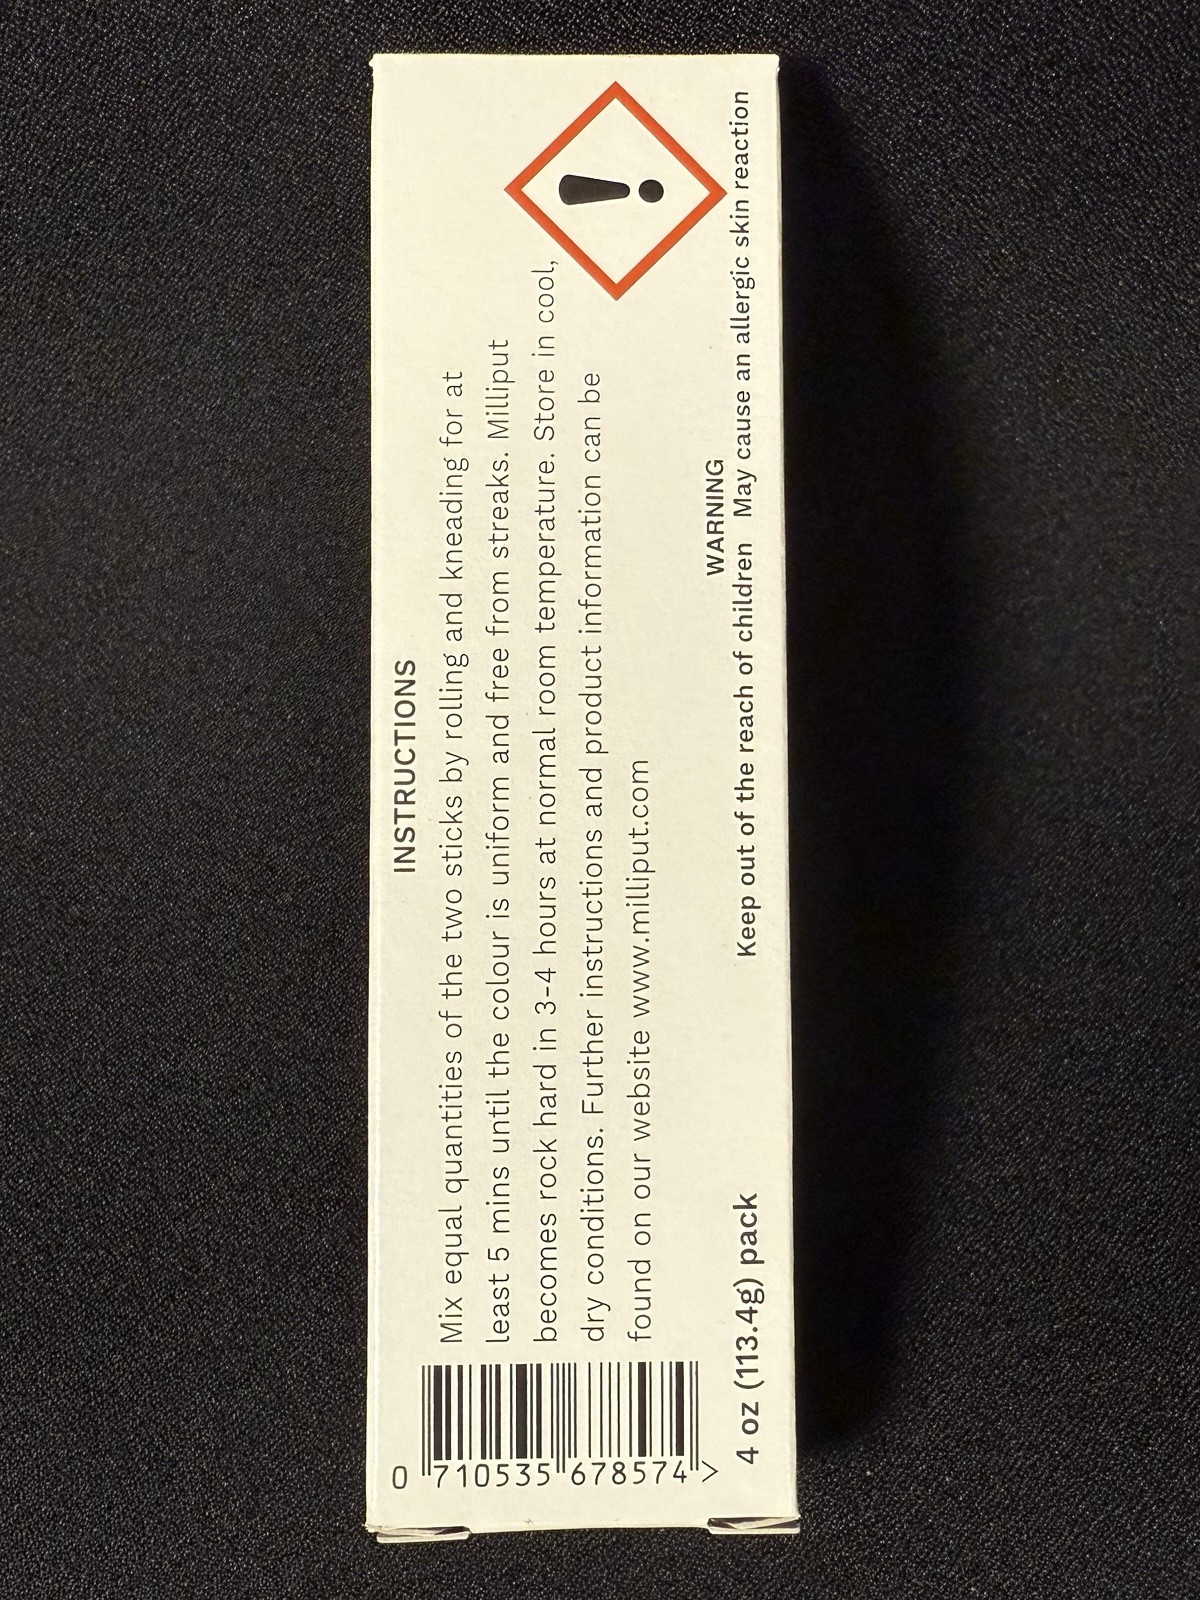 INSTRUCTIONS
Mix equal quantities of the two sticks by rolling and kneading for at
least 5 mins until the colour is uniform and free from streaks. Milliput
becomes rock hard in 3-4 hours at normal room temperature. Store in cool,
dry conditions. Further instructions and product information can be
found on our website www.milliput.com
0 710535 678574 >
WARNING
4 oz (113.4g) pack Keep out of the reach of children May cause an allergic skin reaction